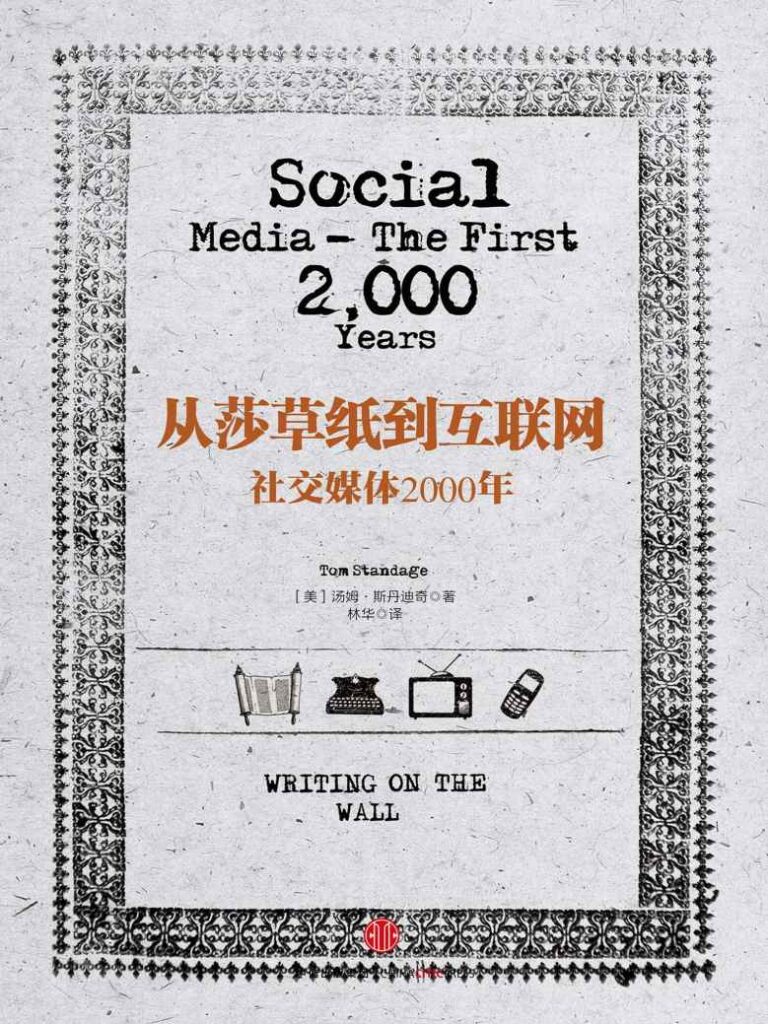 Social
Media – The First
2,000
Years
从莎草纸到互联网
社交媒体2000年
Tom Standage
[美]汤姆·斯丹迪奇◎著
林华◎译
WRITING ON THE
WALL